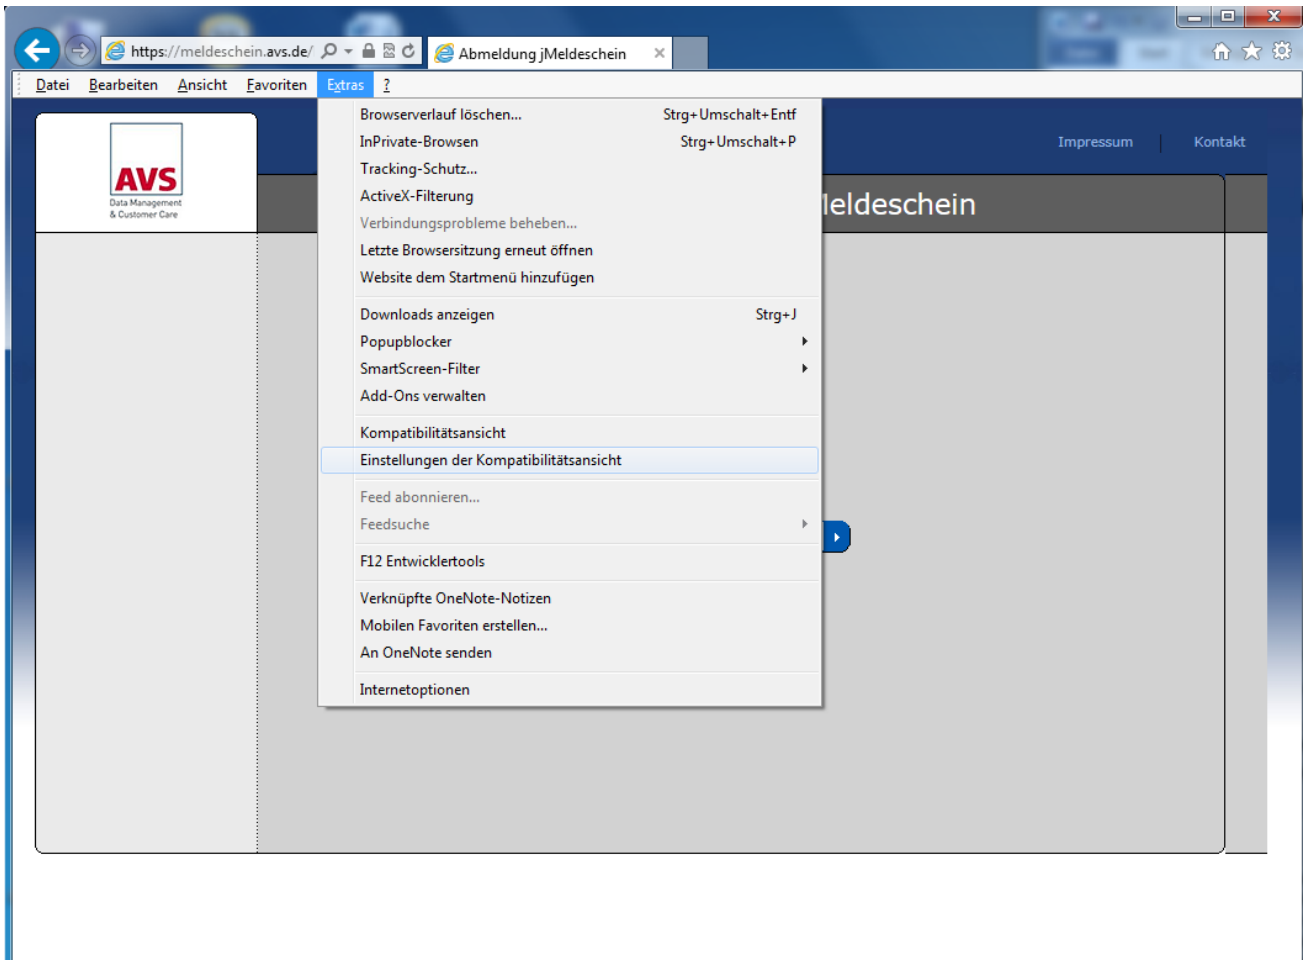 https://meldeschein.avs.de/
Abmeldung jMeldeschein
Datei Bearbeiten Ansicht Favoriten Extras ?
Browserverlauf löschen... Strg+Umschalt+Entf
InPrivate-Browsen Strg+Umschalt+P
Tracking-Schutz...
ActiveX-Filterung
Verbindungsprobleme beheben...
Letzte Browsersitzung erneut öffnen
Website dem Startmenü hinzufügen
Downloads anzeigen Strg+J
Popupblocker
SmartScreen-Filter
Add-Ons verwalten
Kompatibilitätsansicht
Einstellungen der Kompatibilitätsansicht
Feed abonnieren...
Feedsuche
F12 Entwicklertools
Verknüpfte OneNote-Notizen
Mobilen Favoriten erstellen...
An OneNote senden
Internetoptionen
AVS
Data Management
& Customer Care
Impressum Kontakt
leldeschein